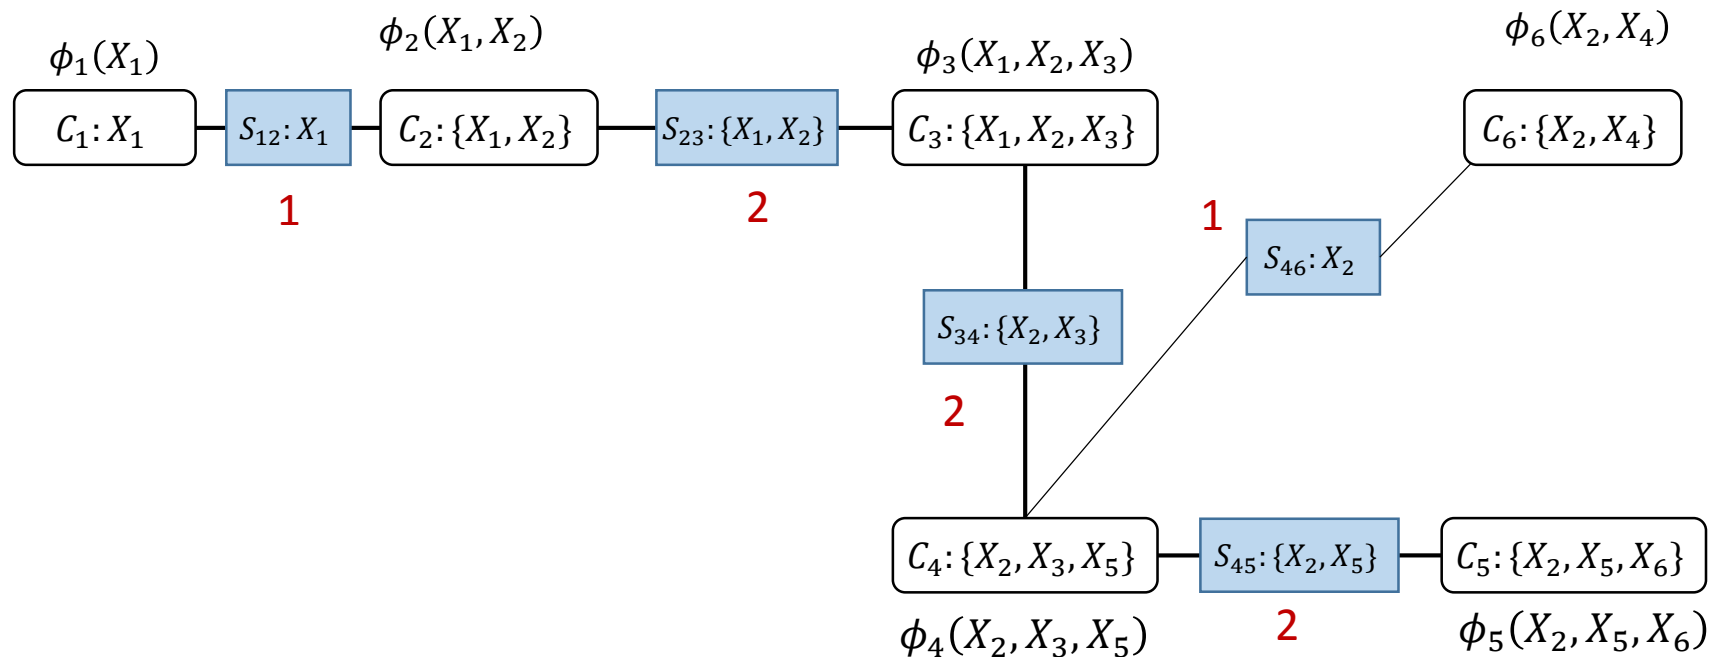 ϕ₁(X₁)
ϕ₂(X₁, X₂)
ϕ₃(X₁, X₂, X₃)
ϕ₆(X₂, X₄)
C₁: X₁
S₁₂: X₁
C₂: {X₁, X₂}
S₂₃: {X₁, X₂}
C₃: {X₁, X₂, X₃}
C₆: {X₂, X₄}
1
2
1
S₄₆: X₂
S₃₄: {X₂, X₃}
2
C₄: {X₂, X₃, X₅}
S₄₅: {X₂, X₅}
C₅: {X₂, X₅, X₆}
ϕ₄(X₂, X₃, X₅)
2
ϕ₅(X₂, X₅, X₆)